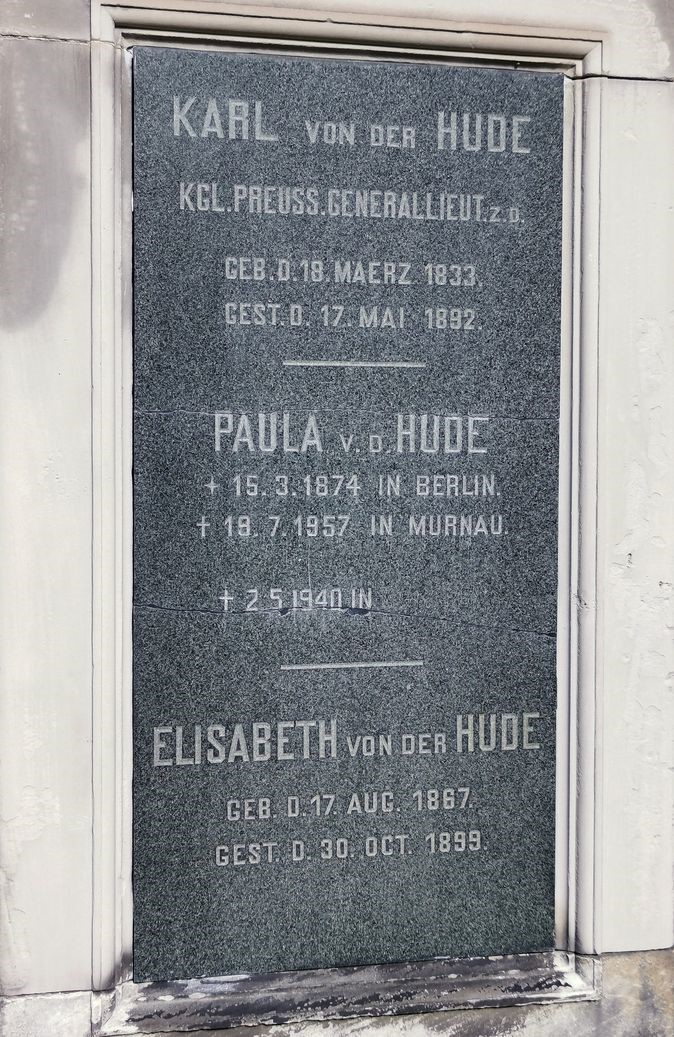 KARL VON DER HUDE
KGL. PREUSS. GENERALLIEUT. Z. D.
GEB. D. 18. MAERZ 1833.
GEST. D. 17. MAI 1892.
PAULA V. D. HUDE
+ 15. 3. 1874 IN BERLIN.
† 19. 7. 1957 IN MURNAU.
† 2 5 1940 IN
ELISABETH VON DER HUDE
GEB. D. 17. AUG. 1867.
GEST. D. 30. OCT. 1899.